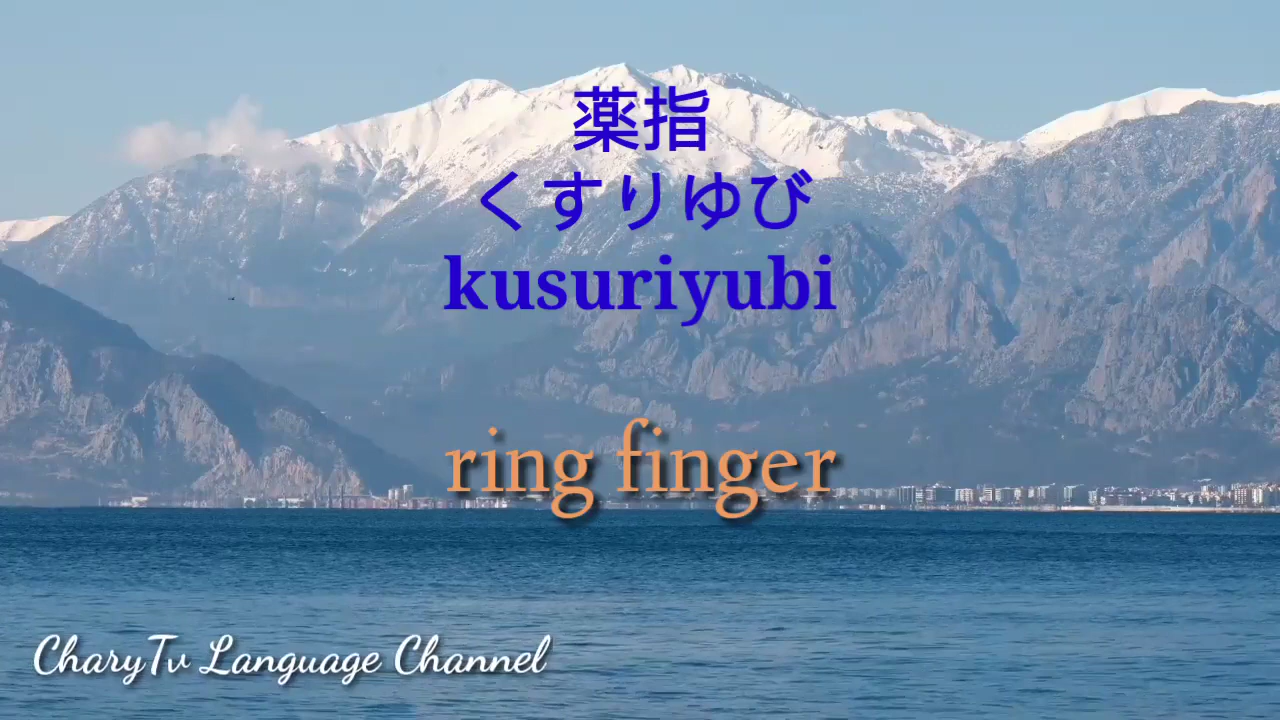 薬指
くすりゆび
kusuriyubi
ring finger
CharyTv Language Channel